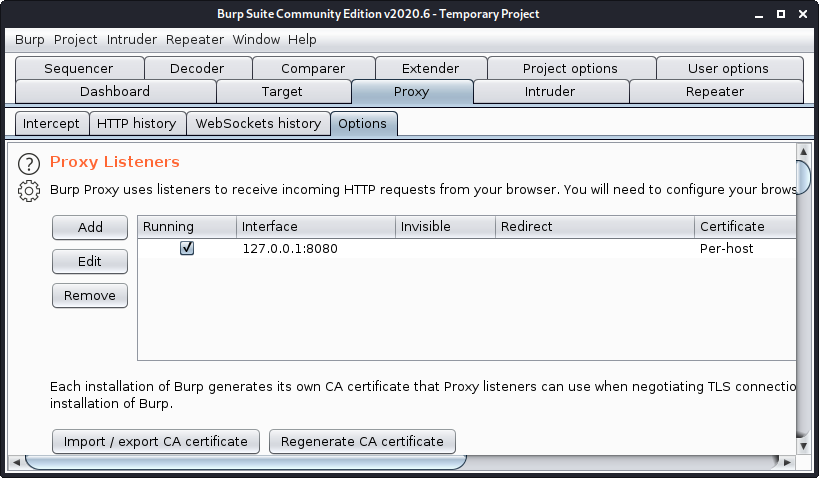 Burp Suite Community Edition v2020.6 - Temporary Project
Burp Project Intruder Repeater Window Help
Sequencer Decoder Comparer Extender Project options User options
Dashboard Target Proxy Intruder Repeater
Intercept HTTP history WebSockets history Options
? Proxy Listeners
Burp Proxy uses listeners to receive incoming HTTP requests from your browser. You will need to configure your brows
Add Running Interface Invisible Redirect Certificate
127.0.0.1:8080 Per-host
Edit
Remove
Each installation of Burp generates its own CA certificate that Proxy listeners can use when negotiating TLS connectio
installation of Burp.
Import / export CA certificate Regenerate CA certificate